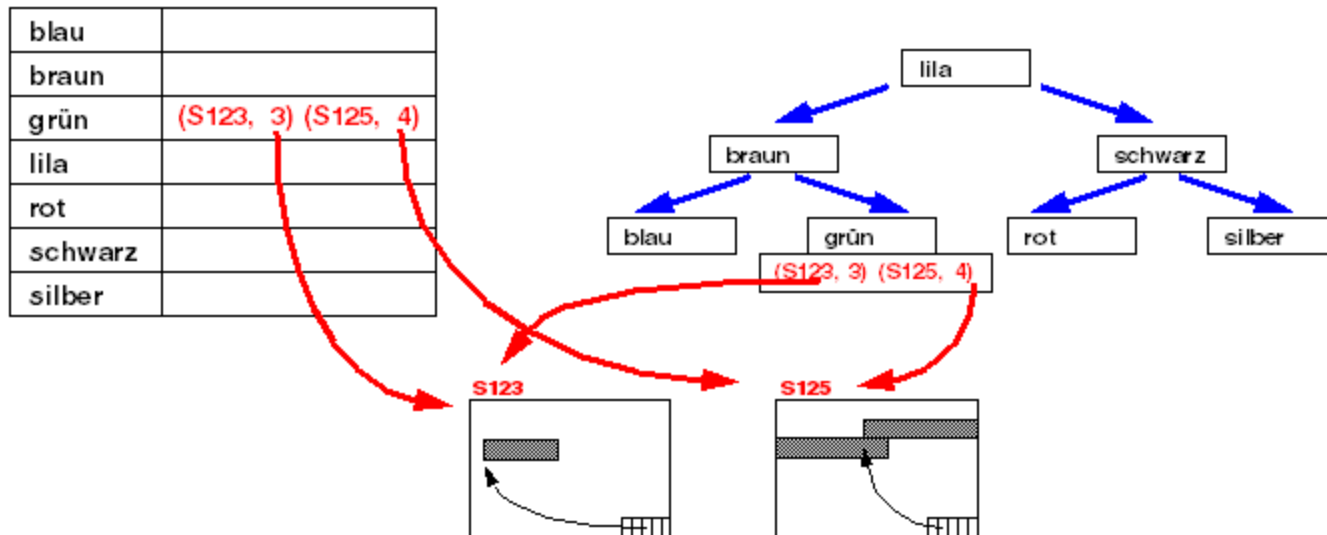 blau
braun
grün (S123, 3) (S125, 4)
lila
rot
schwarz
silber
lila
braun schwarz
blau grün rot silber
(S123, 3) (S125, 4)
S123 S125